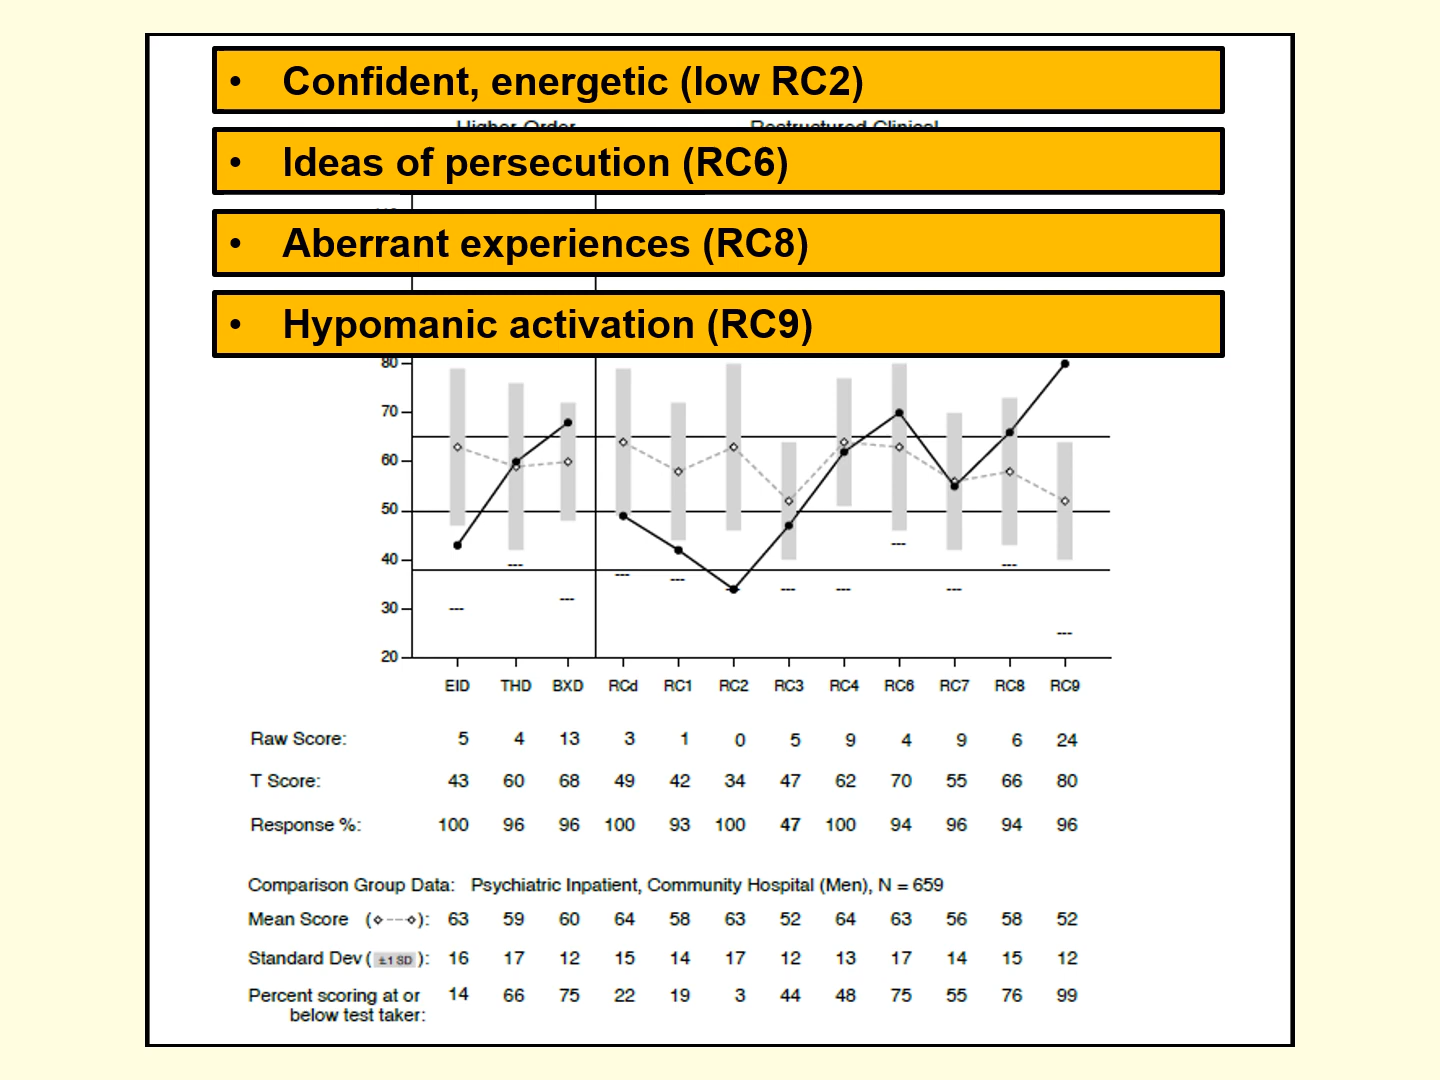 • Confident, energetic (low RC2)
Higher-Order Restructured Clinical
• Ideas of persecution (RC6)
• Aberrant experiences (RC8)
• Hypomanic activation (RC9)
80
70
60
50
40
30
20
EID THD BXD RCd RC1 RC2 RC3 RC4 RC6 RC7 RC8 RC9
Raw Score: 5 4 13 3 1 0 5 9 4 9 6 24
T Score: 43 60 68 49 42 34 47 62 70 55 66 80
Response %: 100 96 96 100 93 100 47 100 94 96 94 96
Comparison Group Data: Psychiatric Inpatient, Community Hospital (Men), N = 659
Mean Score (◇---◇): 63 59 60 64 58 63 52 64 63 56 58 52
Standard Dev (±1 SD): 16 17 12 15 14 17 12 13 17 14 15 12
Percent scoring at or 14 66 75 22 19 3 44 48 75 55 76 99
below test taker: